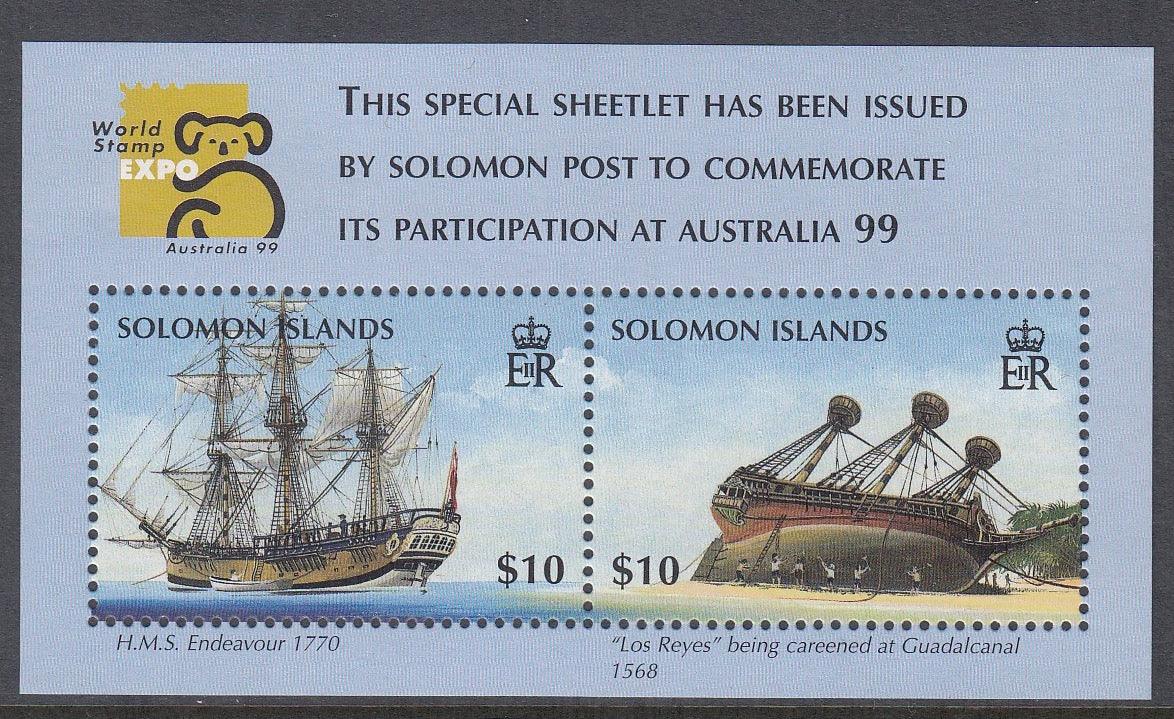 World
Stamp
EXPO
Australia 99
THIS SPECIAL SHEETLET HAS BEEN ISSUED
BY SOLOMON POST TO COMMEMORATE
ITS PARTICIPATION AT AUSTRALIA 99
SOLOMON ISLANDS
EIIR
$10
SOLOMON ISLANDS
EIIR
$10
H.M.S. Endeavour 1770
"Los Reyes" being careened at Guadalcanal
1568